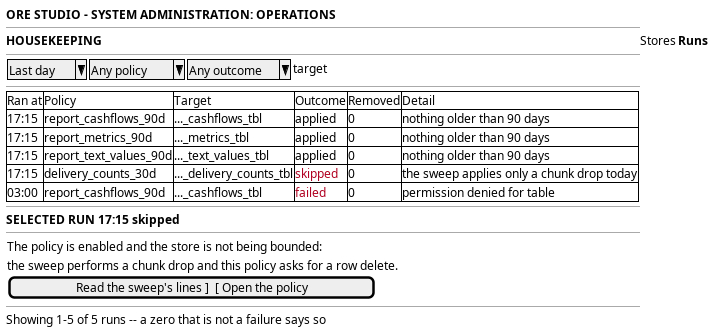 ORE STUDIO - SYSTEM ADMINISTRATION: OPERATIONS
HOUSEKEEPING Stores Runs
Last day Any policy Any outcome target
Ran at Policy Target Outcome Removed Detail
17:15 report_cashflows_90d ..._cashflows_tbl applied 0 nothing older than 90 days
17:15 report_metrics_90d ..._metrics_tbl applied 0 nothing older than 90 days
17:15 report_text_values_90d ..._text_values_tbl applied 0 nothing older than 90 days
17:15 delivery_counts_30d ..._delivery_counts_tbl skipped 0 the sweep applies only a chunk drop today
03:00 report_cashflows_90d ..._cashflows_tbl failed 0 permission denied for table
SELECTED RUN 17:15 skipped
The policy is enabled and the store is not being bounded:
the sweep performs a chunk drop and this policy asks for a row delete.
Read the sweep's lines ] [ Open the policy
Showing 1-5 of 5 runs -- a zero that is not a failure says so